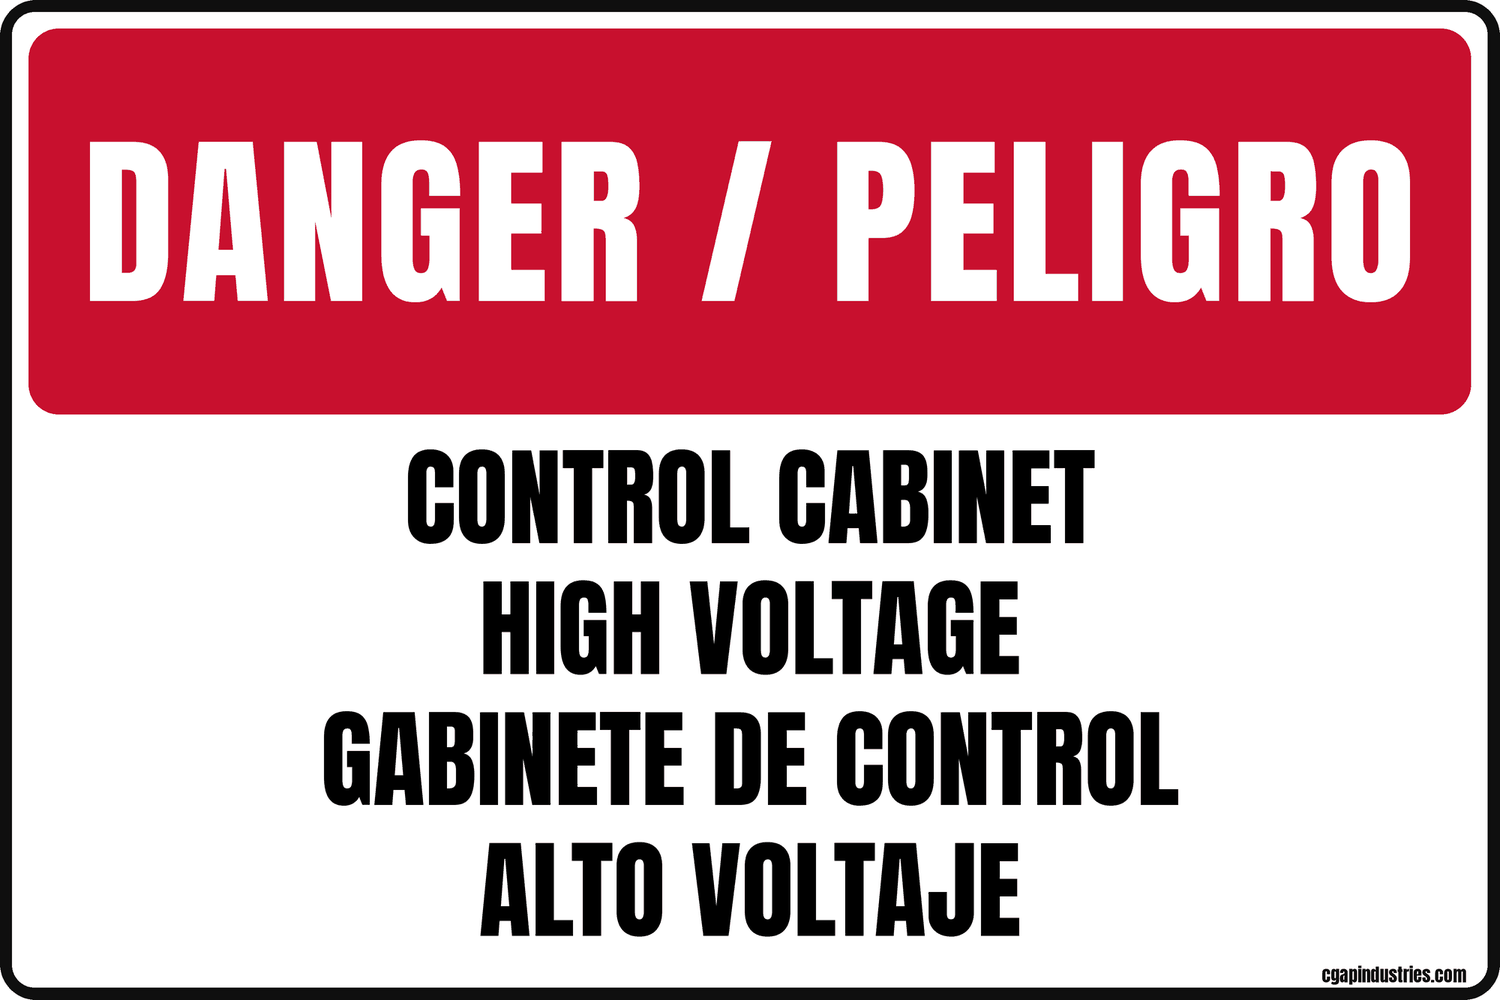 DANGER / PELIGRO
CONTROL CABINET
HIGH VOLTAGE
GABINETE DE CONTROL
ALTO VOLTAJE
cgapindustries.com